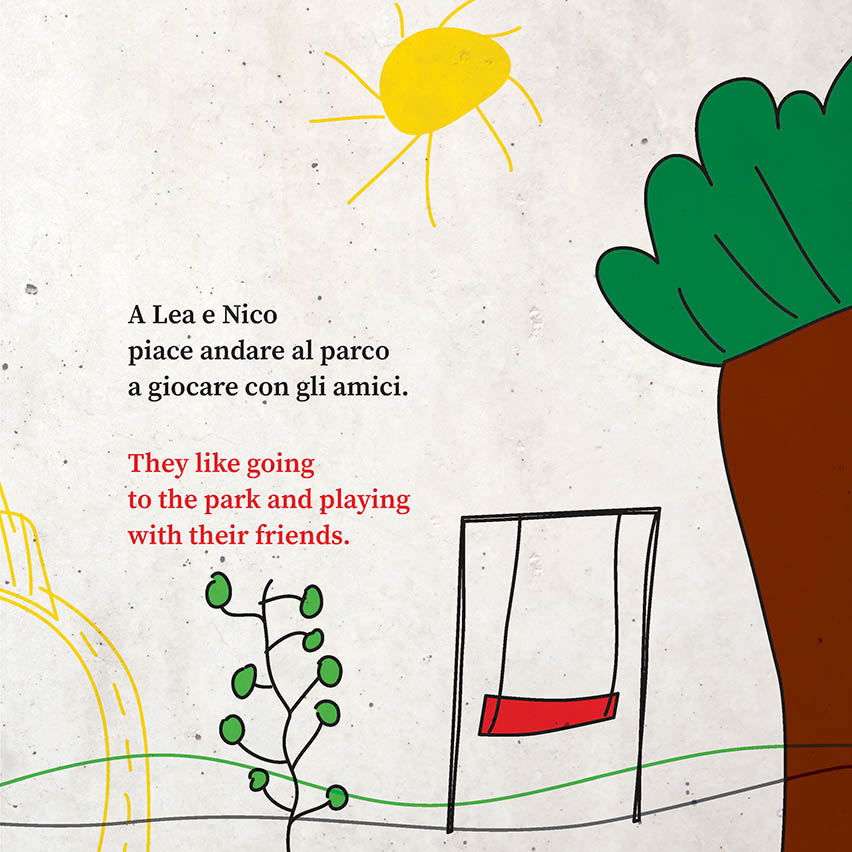 A Lea e Nico
piace andare al parco
a giocare con gli amici.
They like going
to the park and playing
with their friends.